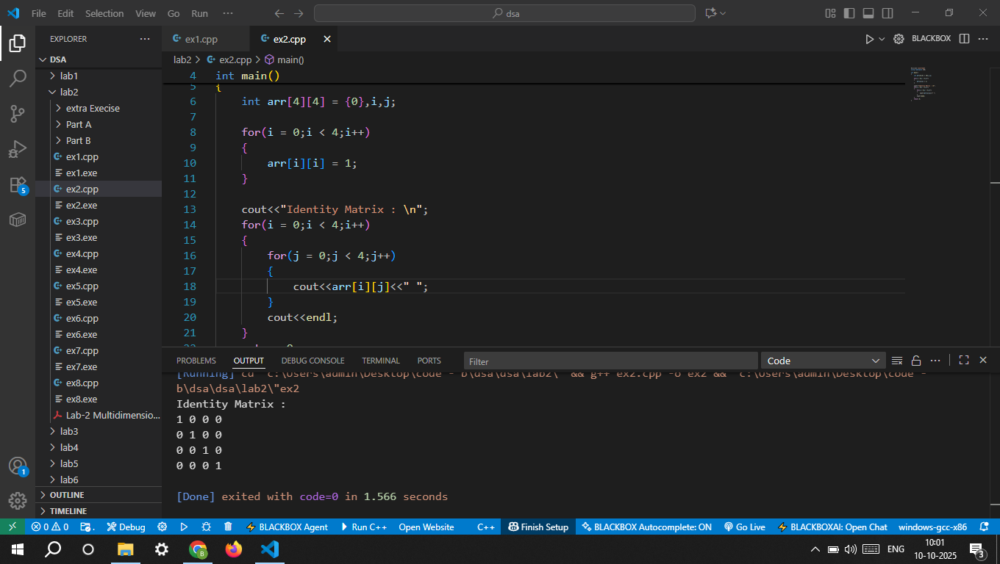 File Edit Selection View Go Run ··· dsa
EXPLORER ···
DSA
lab1
lab2
extra Execise
Part A
Part B
ex1.cpp
ex1.exe
ex2.cpp
ex2.exe
ex3.cpp
ex3.exe
ex4.cpp
ex4.exe
ex5.cpp
ex5.exe
ex6.cpp
ex6.exe
ex7.cpp
ex7.exe
ex8.cpp
ex8.exe
Lab-2 Multidimensio...
lab3
lab4
lab5
lab6
OUTLINE
TIMELINE
5
1
ex1.cpp ex2.cpp BLACKBOX ···
lab2 > ex2.cpp > main()
4 int main()
5 {
6 int arr[4][4] = {0},i,j;
7
8 for(i = 0;i < 4;i++)
9 {
10 arr[i][i] = 1;
11 }
12
13 cout<<"Identity Matrix : \n";
14 for(i = 0;i < 4;i++)
15 {
16 for(j = 0;j < 4;j++)
17 {
18 cout<<arr[i][j]<<" ";
19 }
20 cout<<endl;
21 }
PROBLEMS OUTPUT DEBUG CONSOLE TERMINAL PORTS Filter Code ···
[Running] cd "c:\Users\admin\Desktop\code - b\dsa\dsa\lab2\" && g++ ex2.cpp -o ex2 && "c:\Users\admin\Desktop\code -
b\dsa\dsa\lab2\"ex2
Identity Matrix :
1 0 0 0
0 1 0 0
0 0 1 0
0 0 0 1
[Done] exited with code=0 in 1.566 seconds
0 0 Debug BLACKBOX Agent Run C++ Open Website C++ Finish Setup BLACKBOX Autocomplete: ON Go Live BLACKBOXAI: Open Chat windows-gcc-x86
B ENG 10:01
10-10-2025 3